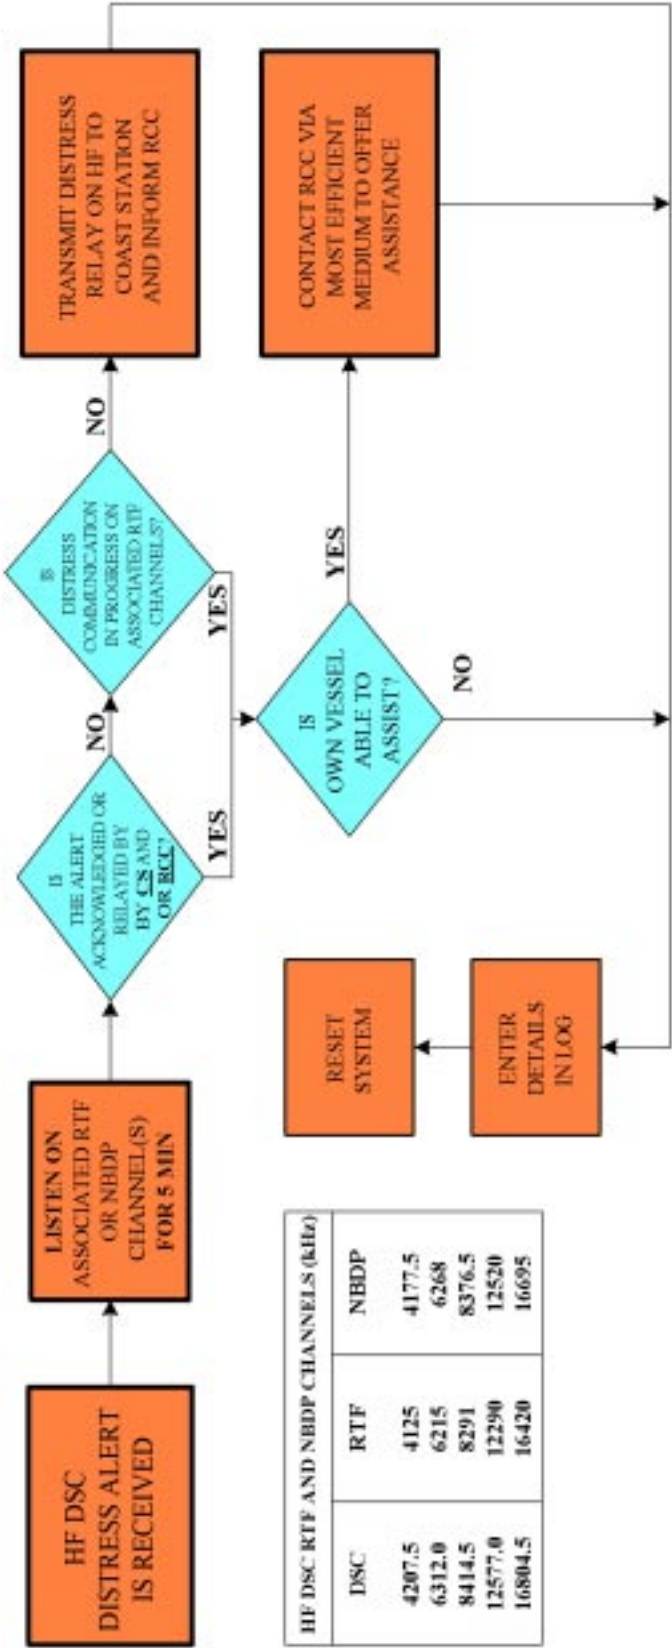 HF DSC
DISTRESS ALERT
IS RECEIVED
LISTEN ON
ASSOCIATED RTF
OR NBDP
CHANNEL(S)
FOR 5 MIN
IS
THE ALERT
ACKNOWLEDGED OR
RELAYED BY
BY CS AND
OR RCC?
NO
YES
IS
DISTRESS
COMMUNICATION
IN PROGRESS ON
ASSOCIATED RTF
CHANNELS?
NO
YES
TRANSMIT DISTRESS
RELAY ON HF TO
COAST STATION
AND INFORM RCC
IS
OWN VESSEL
ABLE TO
ASSIST?
YES
NO
CONTACT RCC VIA
MOST EFFICIENT
MEDIUM TO OFFER
ASSISTANCE
RESET
SYSTEM
ENTER
DETAILS
IN LOG
HF DSC RTF AND NBDP CHANNELS (kHz)
DSC RTF NBDP
4207.5 4125 4177.5
6312.0 6215 6268
8414.5 8291 8376.5
12577.0 12290 12520
16804.5 16420 16695